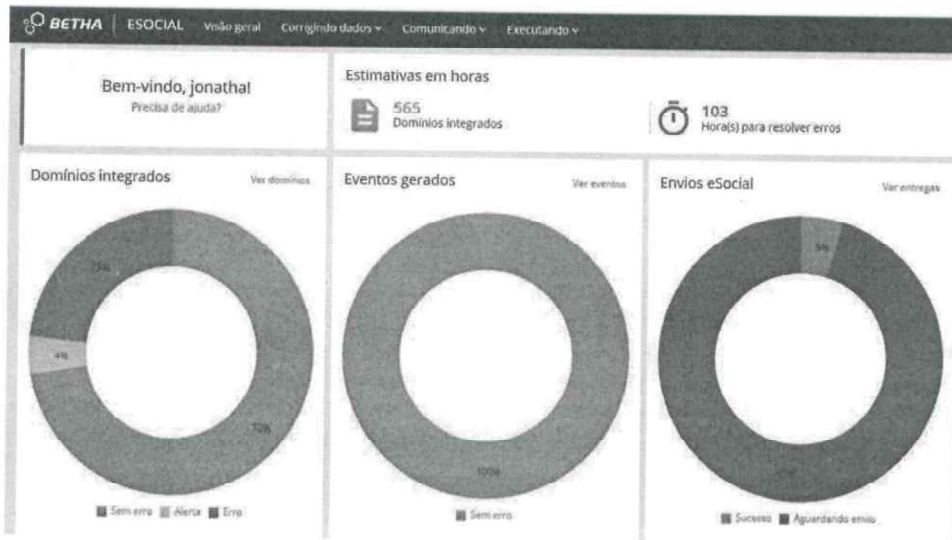 BETHA ESOCIAL Visão geral Corrigindo dados Comunicando Executando
Bem-vindo, jonatha!
Precisa de ajuda?
Estimativas em horas
565
Domínios integrados
103
Hora(s) para resolver erros
Domínios integrados Ver domínios
4%
Sem erro Alerta Erro
Eventos gerados Ver eventos
100%
Sem erro
Envios eSocial Ver entregas
5%
Sucesso Aguardando envio